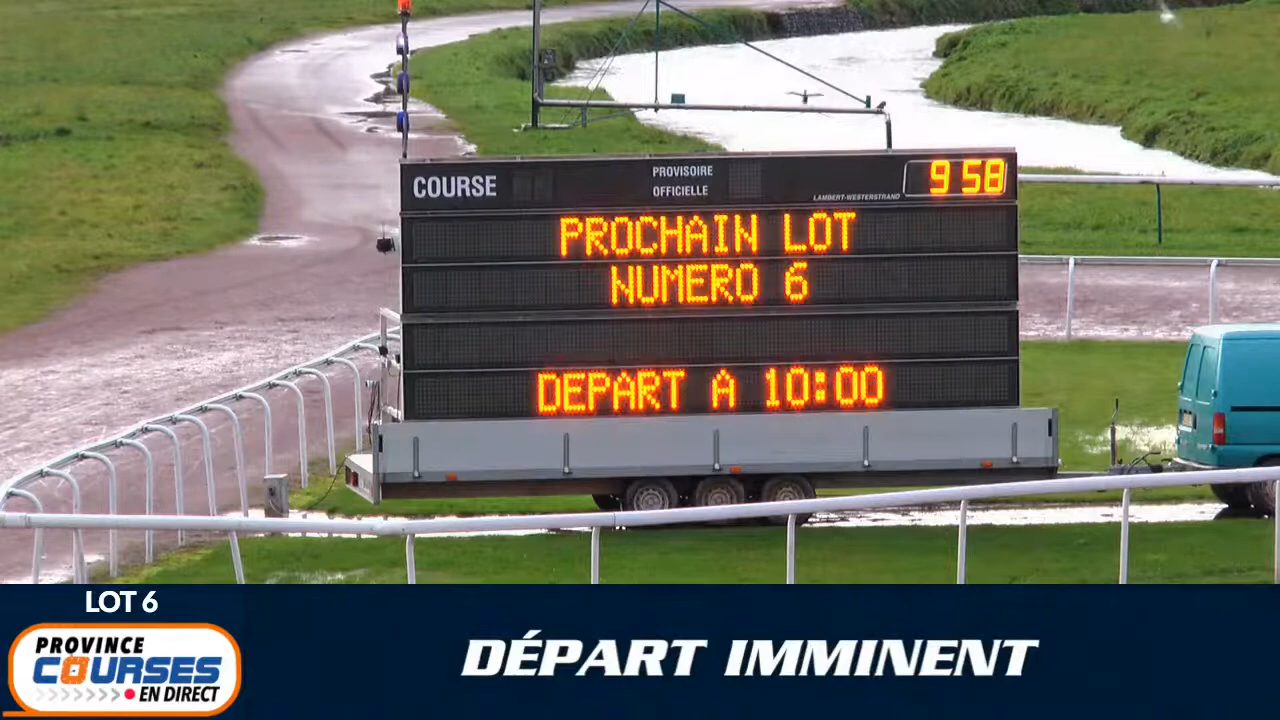 COURSE
PROVISOIRE
OFFICIELLE
LAMBERT-WESTERSTRAND
9 58
PROCHAIN LOT
NUMERO 6
DEPART A 10:00
LOT 6
PROVINCE
COURSES
EN DIRECT
DÉPART IMMINENT